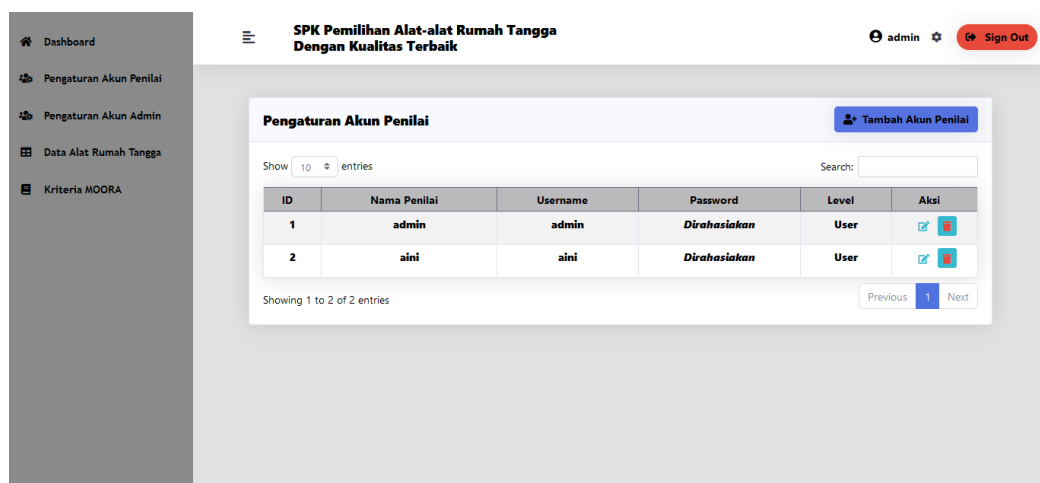 SPK Pemilihan Alat-alat Rumah Tangga
Dengan Kualitas Terbaik
admin
Sign Out
Dashboard
Pengaturan Akun Penilai
Pengaturan Akun Admin
Data Alat Rumah Tangga
Kriteria MOORA
Pengaturan Akun Penilai
Tambah Akun Penilai
Show 10 entries
Search:
ID Nama Penilai Username Password Level Aksi
1 admin admin Dirahasiakan User
2 aini aini Dirahasiakan User
Showing 1 to 2 of 2 entries
Previous 1 Next